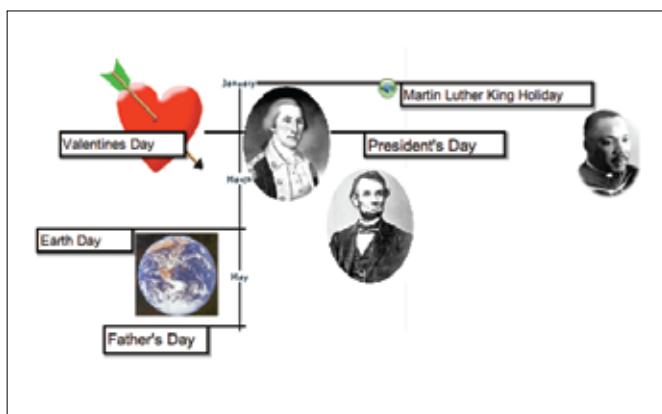 January
Martin Luther King Holiday
Valentines Day
President's Day
March
Earth Day
May
Father's Day